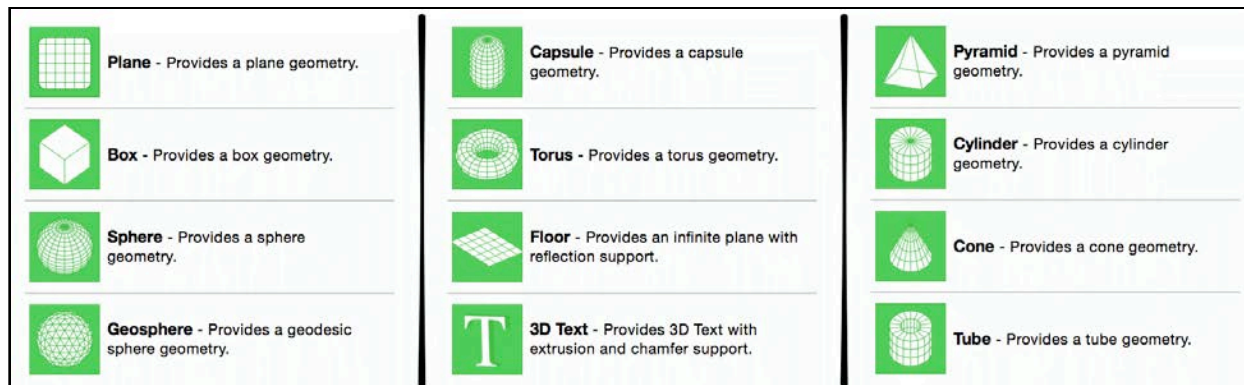 Plane - Provides a plane geometry.
Box - Provides a box geometry.
Sphere - Provides a sphere
geometry.
Geosphere - Provides a geodesic
sphere geometry.
Capsule - Provides a capsule
geometry.
Torus - Provides a torus geometry.
Floor - Provides an infinite plane with
reflection support.
T
3D Text - Provides 3D Text with
extrusion and chamfer support.
Pyramid - Provides a pyramid
geometry.
Cylinder - Provides a cylinder
geometry.
Cone - Provides a cone geometry.
Tube - Provides a tube geometry.